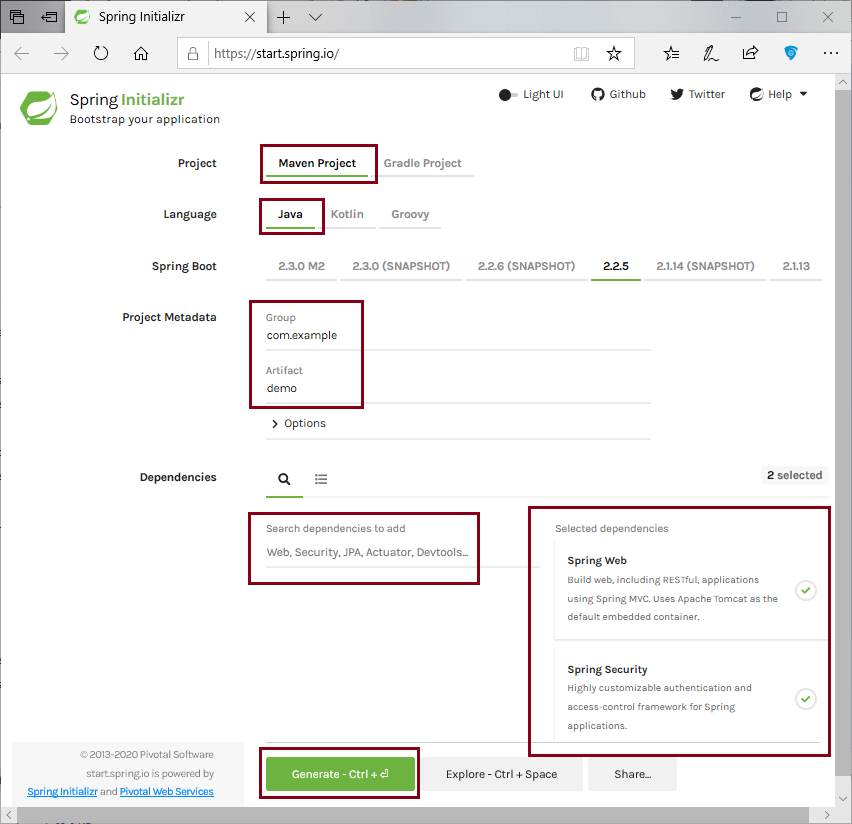 Spring Initializr
https://start.spring.io/
Spring Initializr
Bootstrap your application
Light UI
Github
Twitter
Help
Project
Maven Project
Gradle Project
Language
Java
Kotlin
Groovy
Spring Boot
2.3.0 M2
2.3.0 (SNAPSHOT)
2.2.6 (SNAPSHOT)
2.2.5
2.1.14 (SNAPSHOT)
2.1.13
Project Metadata
Group
com.example
Artifact
demo
Options
Dependencies
2 selected
Search dependencies to add
Web, Security, JPA, Actuator, Devtools...
Selected dependencies
Spring Web
Build web, including RESTful, applications
using Spring MVC. Uses Apache Tomcat as the
default embedded container.
Spring Security
Highly customizable authentication and
access-control framework for Spring
applications.
© 2013-2020 Pivotal Software
start.spring.io is powered by
Spring Initializr and Pivotal Web Services
Generate - Ctrl + ⏎
Explore - Ctrl + Space
Share...